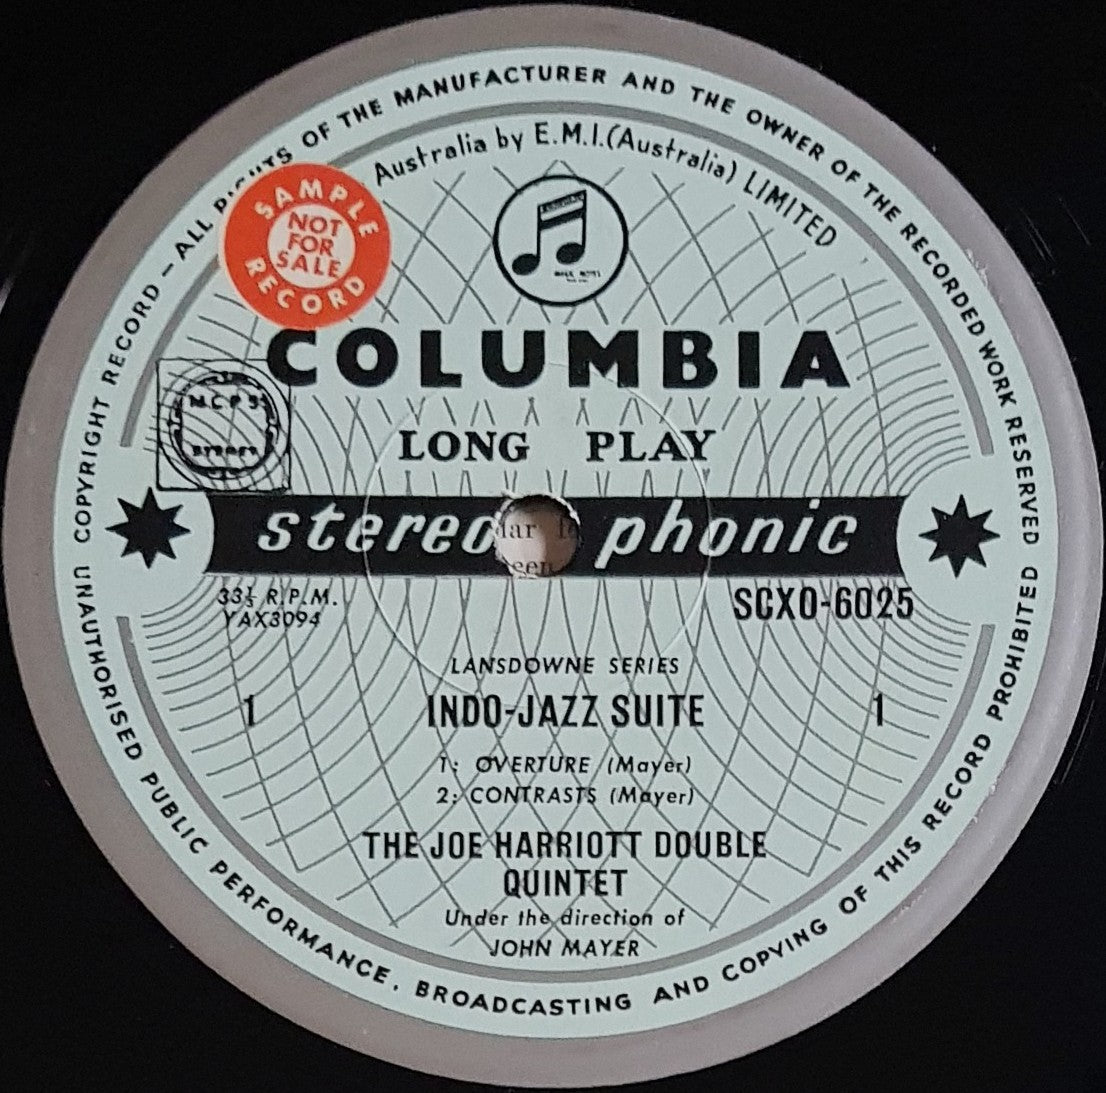 COPYRIGHT RECORD – ALL RIGHTS OF THE MANUFACTURER AND THE OWNER OF THE RECORDED WORK RESERVED
UNAUTHORISED PUBLIC PERFORMANCE, BROADCASTING AND COPYING OF THIS RECORD PROHIBITED
Australia by E.M.I.(Australia) LIMITED
SAMPLE
NOT
FOR
SALE
RECORD
COLUMBIA
M.C.P.S
LONG PLAY
stereo phonic
33⅓ R.P.M.
YAX3094
SCXO-6025
LANSDOWNE SERIES
1 INDO-JAZZ SUITE 1
1: OVERTURE (Mayer)
2: CONTRASTS (Mayer)
THE JOE HARRIOTT DOUBLE
QUINTET
Under the direction of
JOHN MAYER